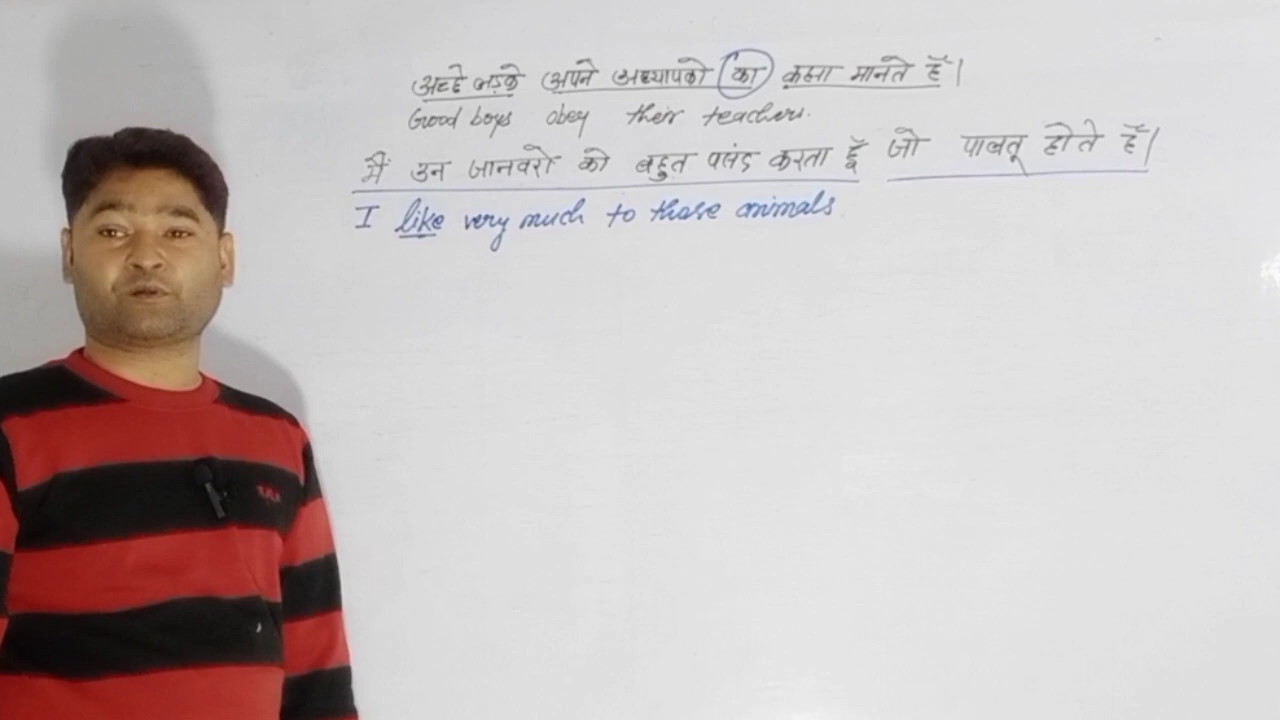 अच्छे लड़के अपने अध्यापको का कहना मानते हैं।
Good boys obey their teachers.
मैं उन जानवरो को बहुत पसंद करता हूँ जो पालतू होते हैं।
I like very much to those animals